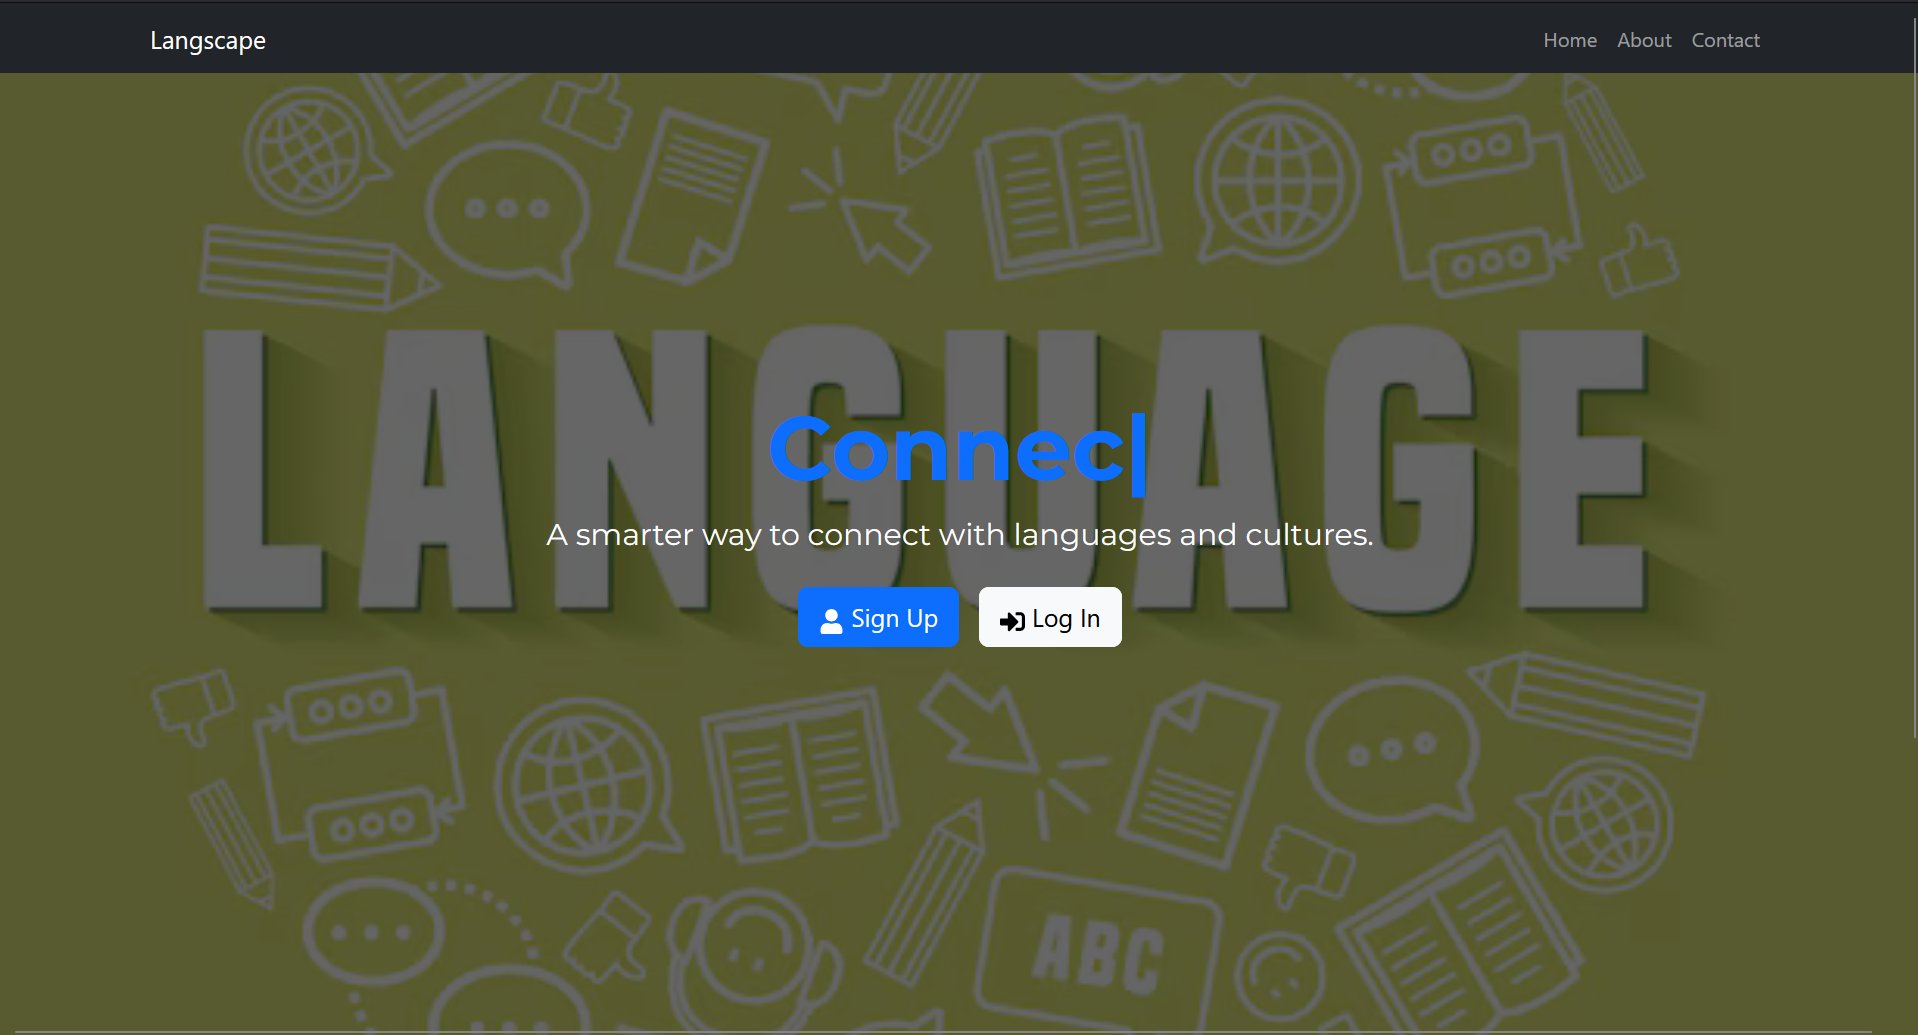 Langscape
Home About Contact
LANGUAGE
Connec
A smarter way to connect with languages and cultures.
Sign Up
Log In
ABC